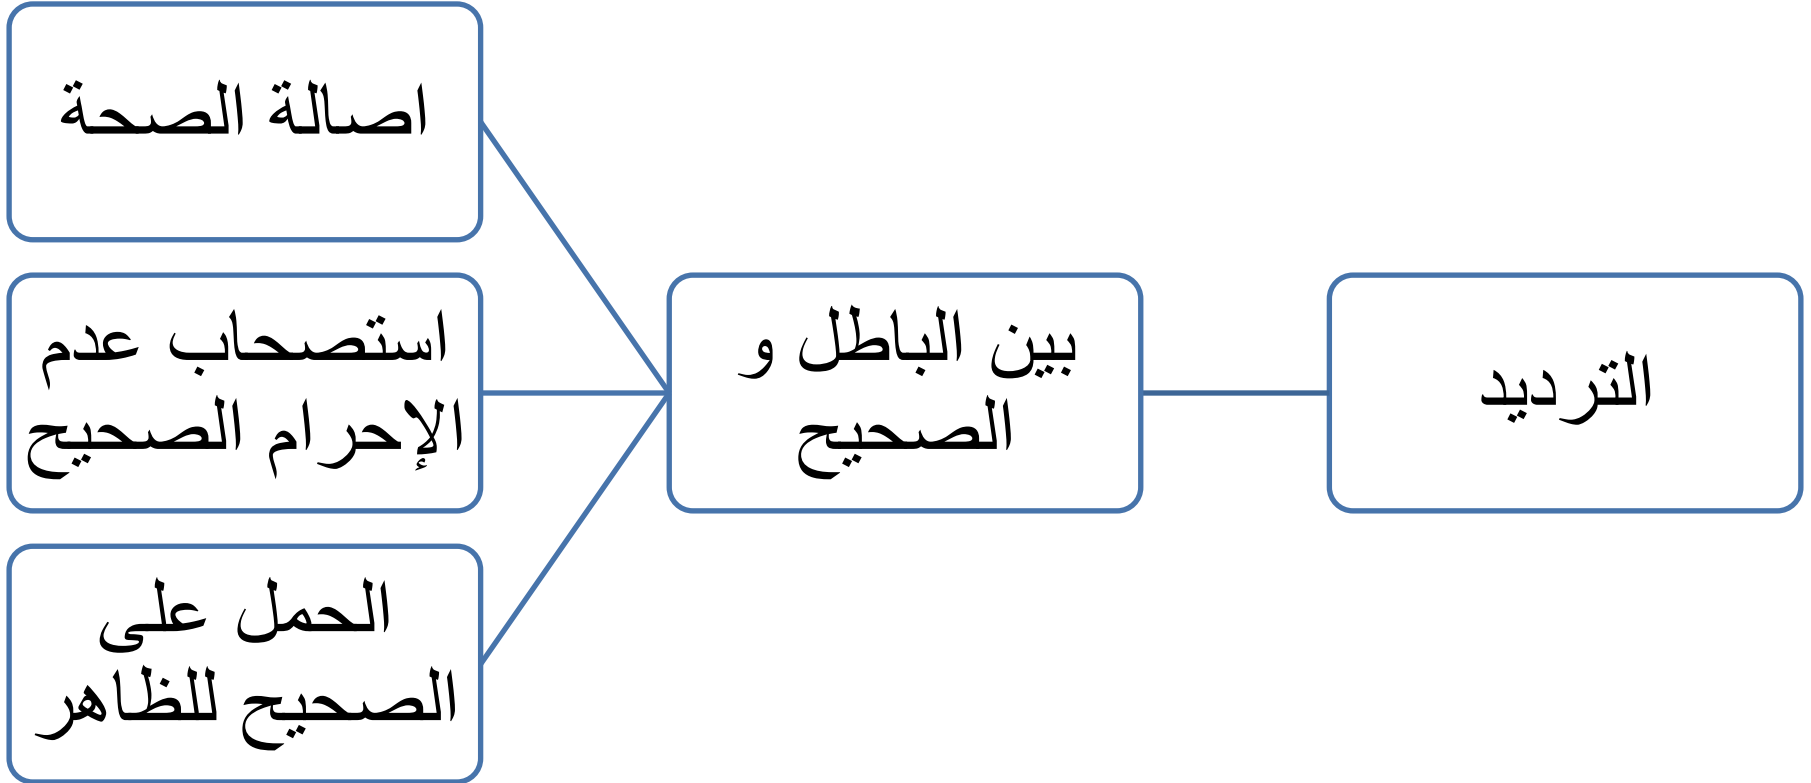 الترديد
بين الباطل و
الصحيح
اصالة الصحة
استصحاب عدم
الإحرام الصحيح
الحمل على
الصحيح للظاهر